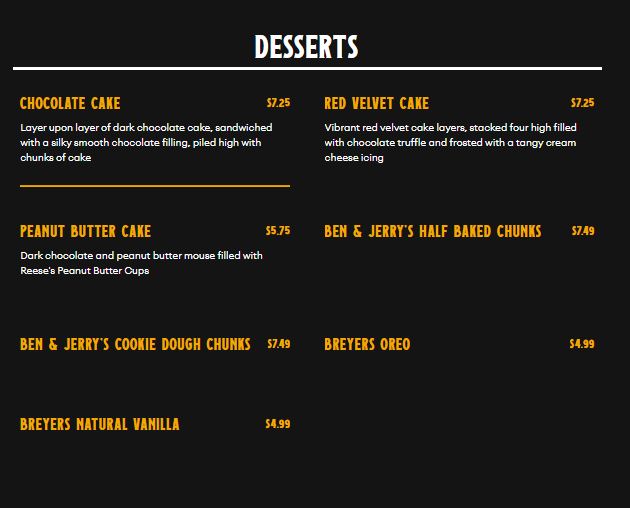 DESSERTS
CHOCOLATE CAKE $7.25
Layer upon layer of dark chocolate cake, sandwiched
with a silky smooth chocolate filling, piled high with
chunks of cake
RED VELVET CAKE $7.25
Vibrant red velvet cake layers, stacked four high filled
with chocolate truffle and frosted with a tangy cream
cheese icing
PEANUT BUTTER CAKE $5.75
Dark chocolate and peanut butter mouse filled with
Reese's Peanut Butter Cups
BEN & JERRY'S HALF BAKED CHUNKS $7.49
BEN & JERRY'S COOKIE DOUGH CHUNKS $7.49
BREYERS OREO $4.99
BREYERS NATURAL VANILLA $4.99